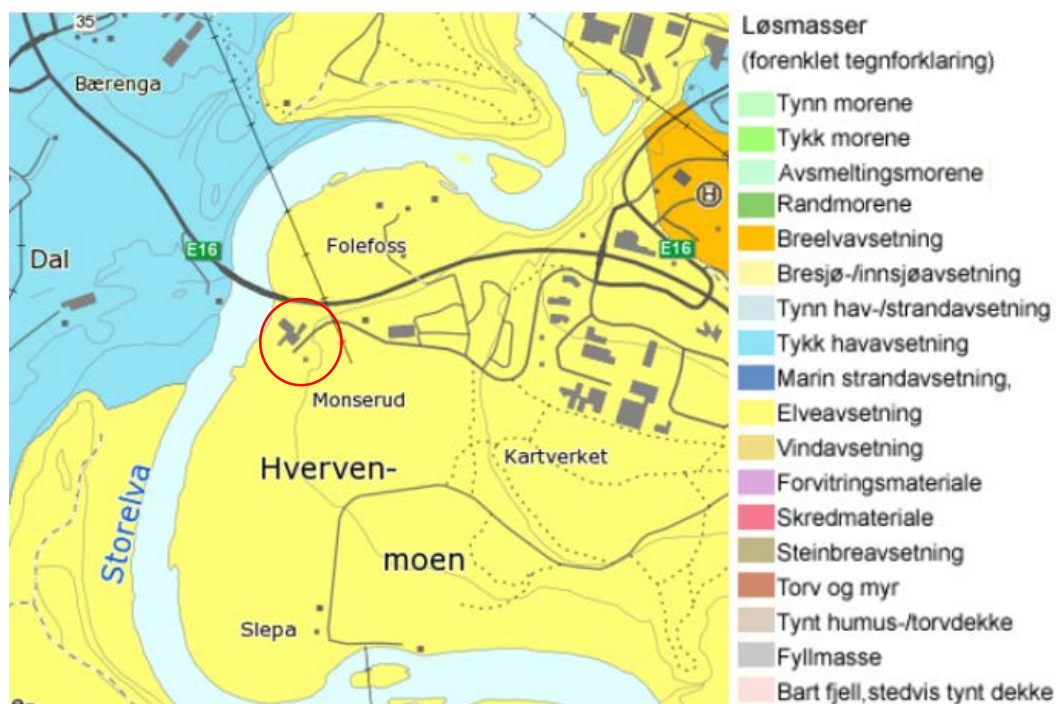 35
Bærenga
E16
Dal
Folefoss
E16
H
Monserud
Hverven-
Kartverket
Storelva
moen
Slepa
Løsmasser
(forenklet tegnforklaring)
Tynn morene
Tykk morene
Avsmeltingsmorene
Randmorene
Breelvavsetning
Bresjø-/innsjøavsetning
Tynn hav-/strandavsetning
Tykk havavsetning
Marin strandavsetning,
Elveavsetning
Vindavsetning
Forvitringsmateriale
Skredmateriale
Steinbreavsetning
Torv og myr
Tynt humus-/torvdekke
Fyllmasse
Bart fjell,stedvis tynt dekke